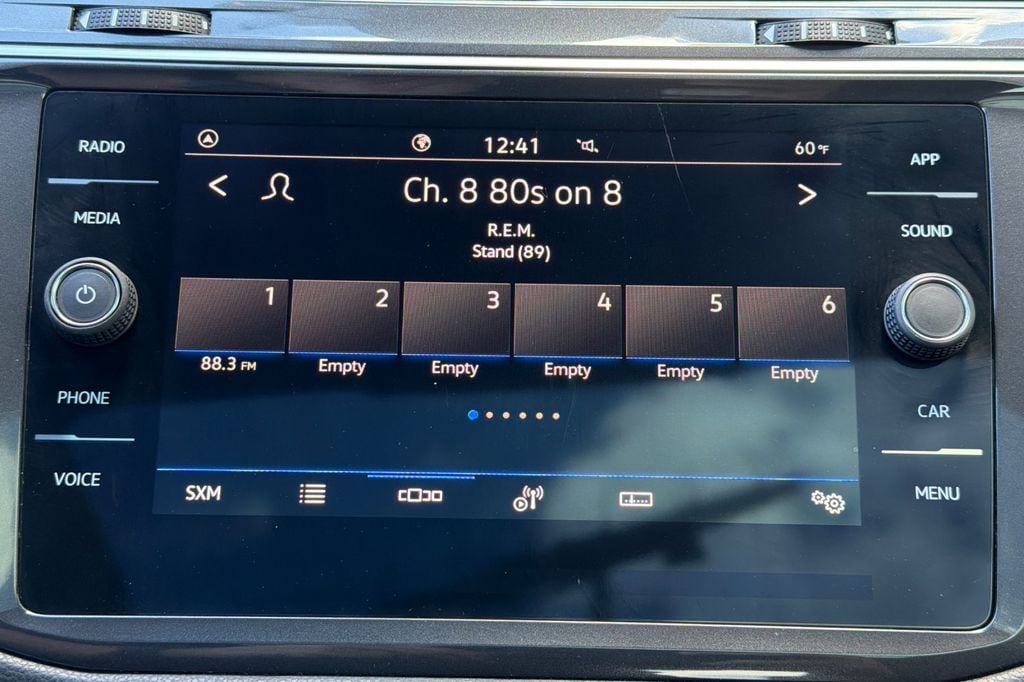 RADIO
MEDIA
PHONE
VOICE
12:41
60°F
Ch. 8 80s on 8
R.E.M.
Stand (89)
1 2 3 4 5 6
88.3 FM Empty Empty Empty Empty Empty
SXM
APP
SOUND
CAR
MENU